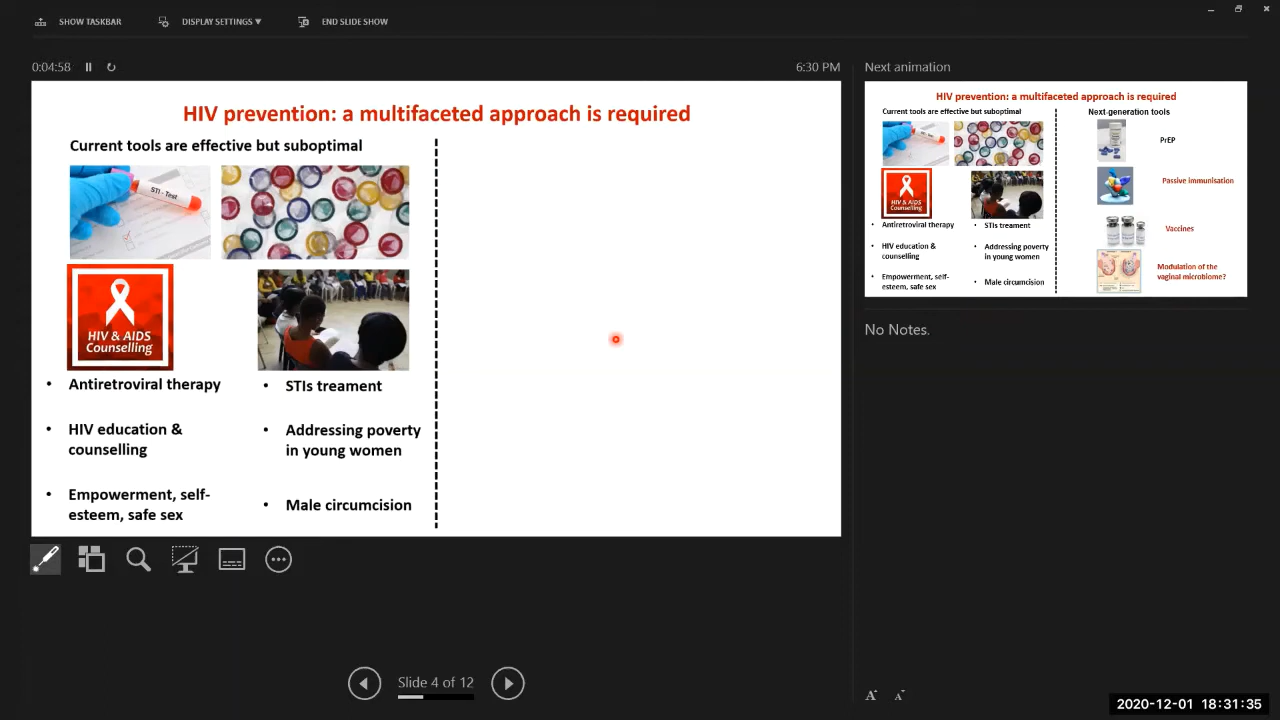 SHOW TASKBAR
DISPLAY SETTINGS ▼
END SLIDE SHOW
0:04:58
6:30 PM
HIV prevention: a multifaceted approach is required
Current tools are effective but suboptimal
STI - Test
HIV & AIDS
Counselling
• Antiretroviral therapy
• HIV education &
counselling
• Empowerment, self-
esteem, safe sex
• STIs treament
• Addressing poverty
in young women
• Male circumcision
Slide 4 of 12
Next animation
HIV prevention: a multifaceted approach is required
Current tools are effective but suboptimal
HIV & AIDS
Counselling
• Antiretroviral therapy
• HIV education &
counselling
• Empowerment, self-
esteem, safe sex
• STIs treament
• Addressing poverty
in young women
• Male circumcision
Next-generation tools
PrEP
Passive immunisation
Vaccines
Modulation of the
vaginal microbiome?
No Notes.
A A
2020-12-01 18:31:35